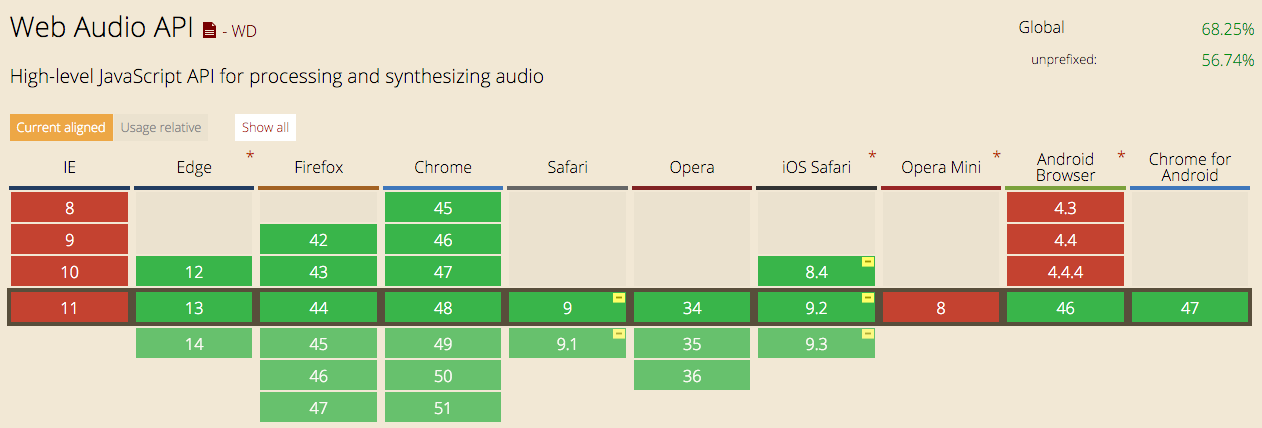 Web Audio API - WD
Global 68.25%
unprefixed: 56.74%
High-level JavaScript API for processing and synthesizing audio
Current aligned Usage relative Show all
IE Edge * Firefox Chrome Safari Opera iOS Safari * Opera Mini * Android Browser * Chrome for Android
8 45 4.3
9 42 46 4.4
10 12 43 47 8.4 4.4.4
11 13 44 48 9 34 9.2 8 46 47
14 45 49 9.1 35 9.3
46 50 36
47 51